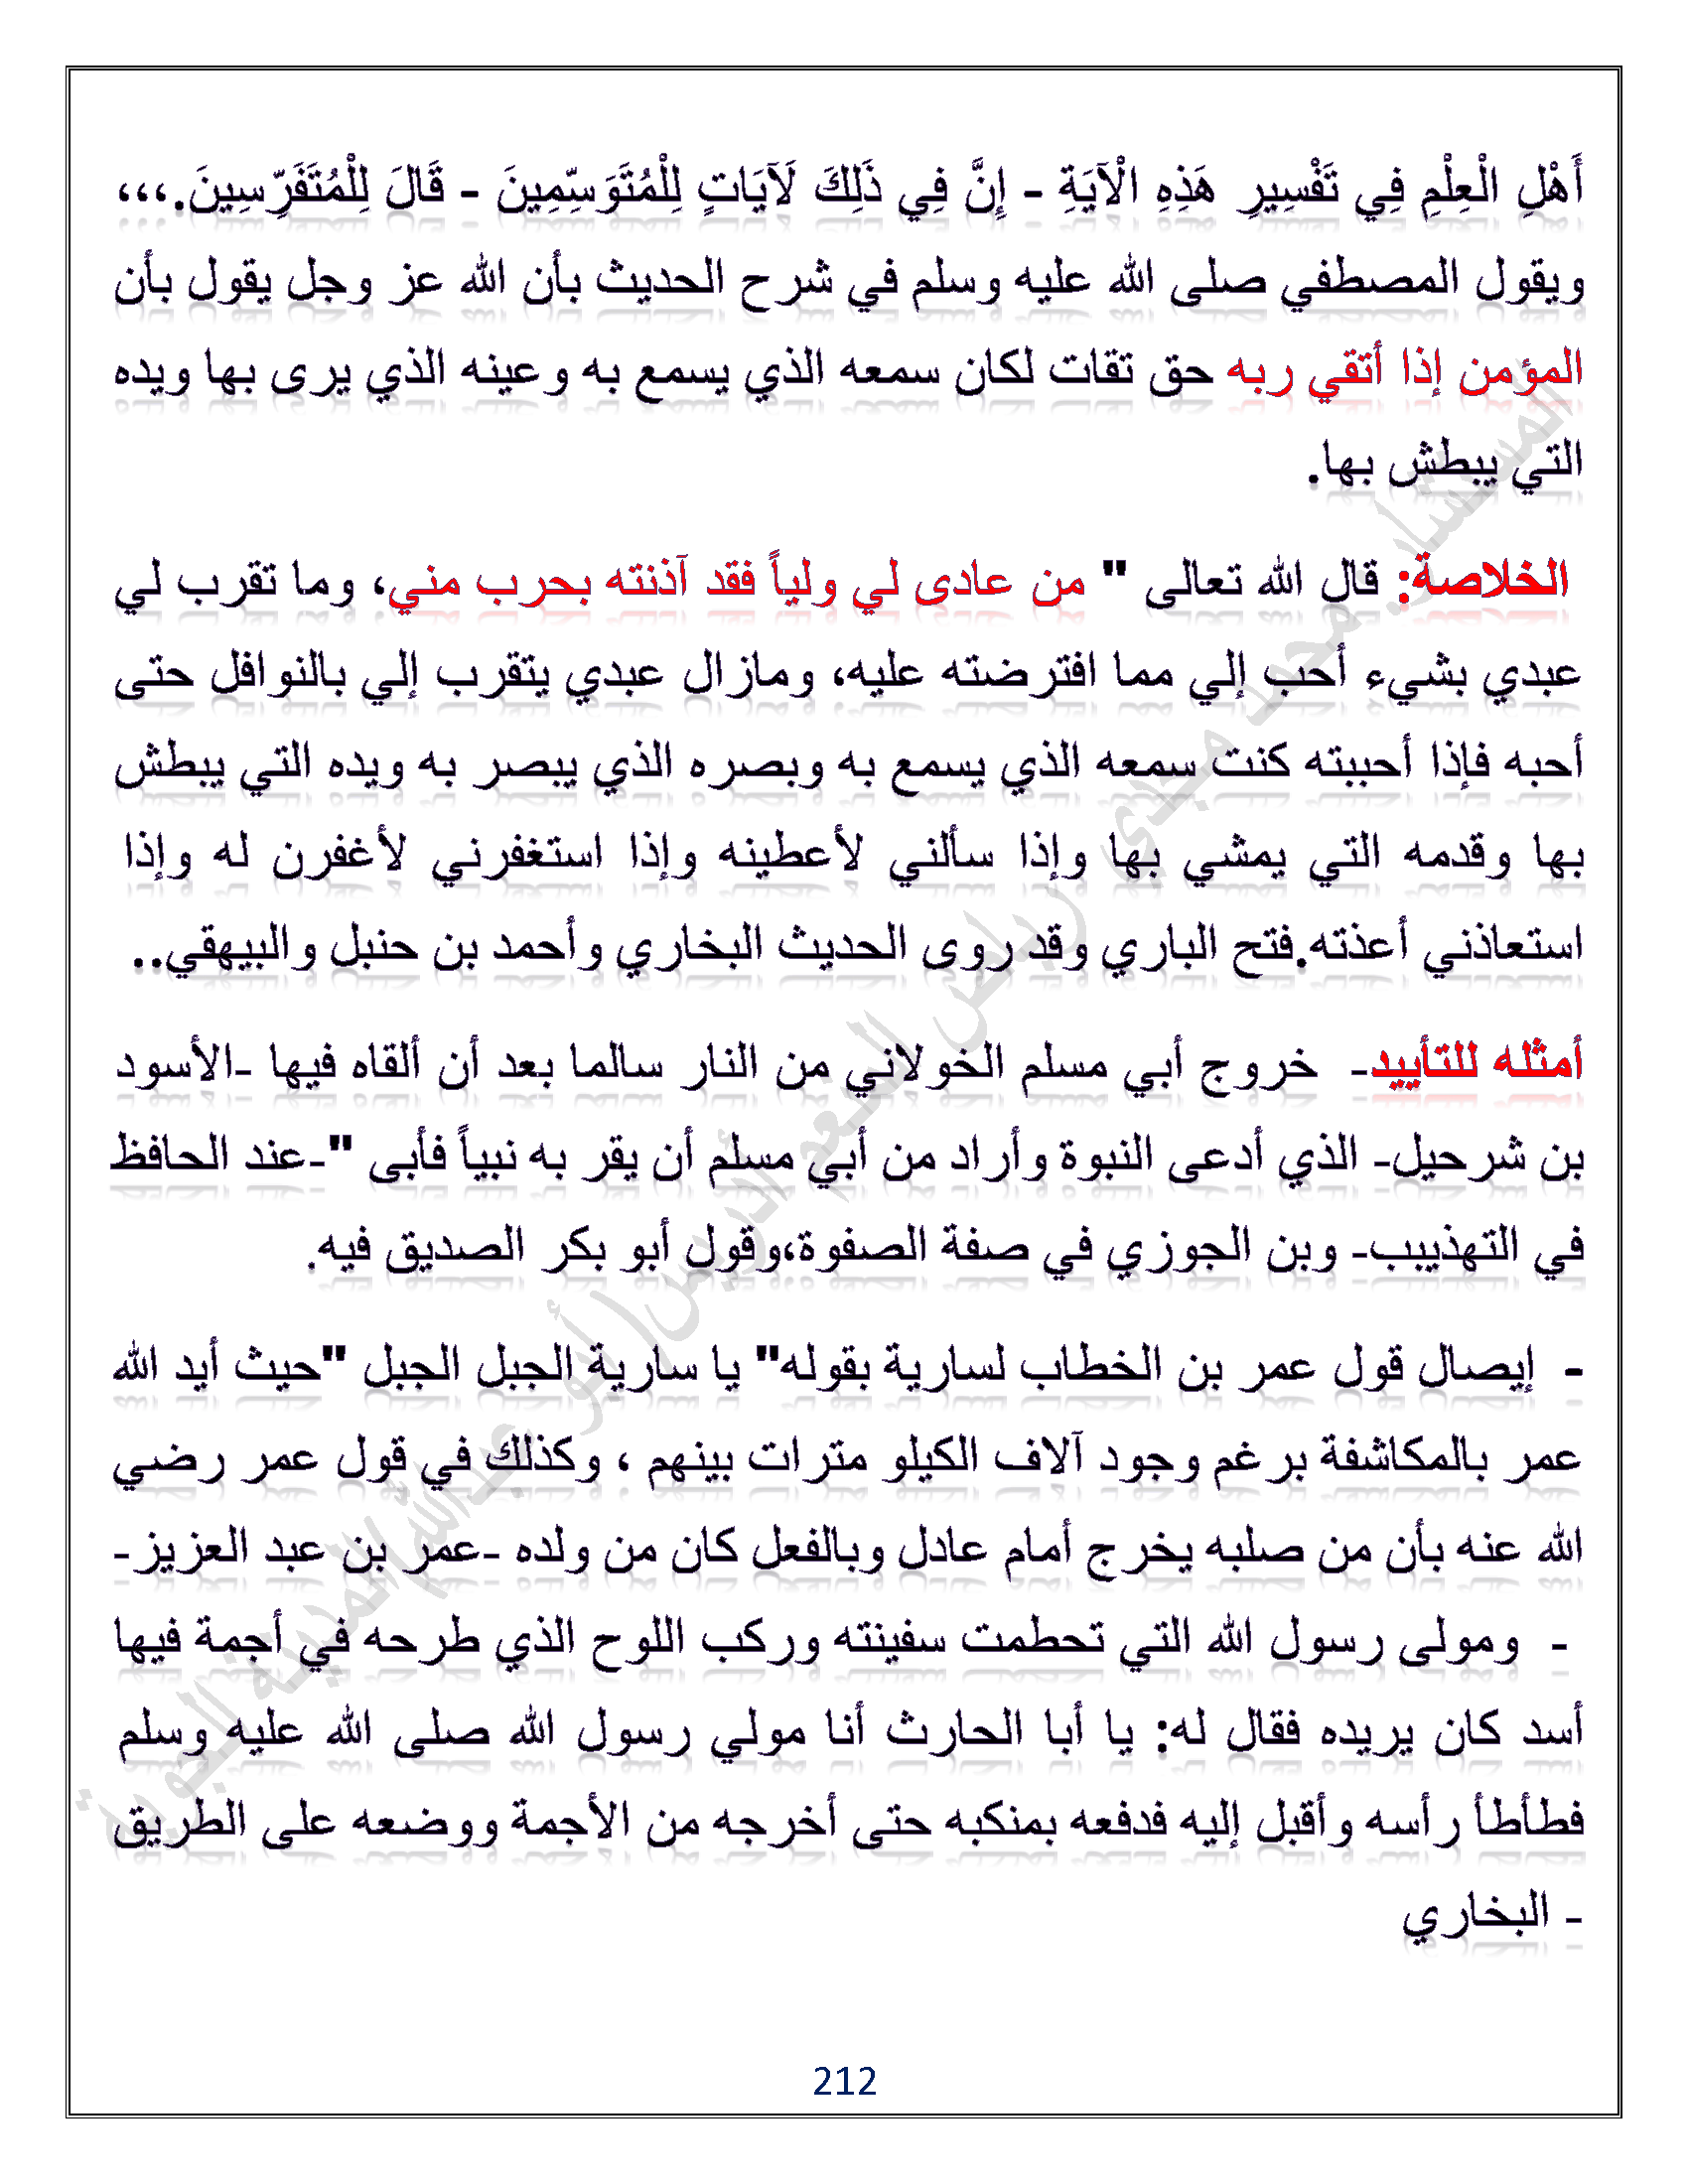 أَهْلِ الْعِلْمِ فِي تَفْسِيرِ هَذِهِ الْآيَةِ - إِنَّ فِي ذَلِكَ لَآيَاتٍ لِلْمُتَوَسِّمِينَ - قَالَ لِلْمُتَفَرِّسِينَ.،،،
ويقول المصطفي صلى الله عليه وسلم في شرح الحديث بأن الله عز وجل يقول بأن
المؤمن إذا أتقي ربه حق تقات لكان سمعه الذي يسمع به وعينه الذي يرى بها ويده
التي يبطش بها.
الخلاصة: قال الله تعالى " من عادى لي ولياً فقد آذنته بحرب مني، وما تقرب لي
عبدي بشيء أحب إلي مما افترضته عليه، ومازال عبدي يتقرب إلي بالنوافل حتى
أحبه فإذا أحببته كنت سمعه الذي يسمع به وبصره الذي يبصر به ويده التي يبطش
بها وقدمه التي يمشي بها وإذا سألني لأعطينه وإذا استغفرني لأغفرن له وإذا
استعاذني أعذته.فتح الباري وقد روى الحديث البخاري وأحمد بن حنبل والبيهقي..
أمثله للتأييد- خروج أبي مسلم الخولاني من النار سالما بعد أن ألقاه فيها -الأسود
بن شرحيل- الذي أدعى النبوة وأراد من أبي مسلم أن يقر به نبياً فأبى "-عند الحافظ
في التهذييب- وبن الجوزي في صفة الصفوة،وقول أبو بكر الصديق فيه.
- إيصال قول عمر بن الخطاب لسارية بقوله" يا سارية الجبل الجبل "حيث أيد الله
عمر بالمكاشفة برغم وجود آلاف الكيلو مترات بينهم ، وكذلك في قول عمر رضي
الله عنه بأن من صلبه يخرج أمام عادل وبالفعل كان من ولده -عمر بن عبد العزيز-
- ومولى رسول الله التي تحطمت سفينته وركب اللوح الذي طرحه في أجمة فيها
أسد كان يريده فقال له: يا أبا الحارث أنا مولي رسول الله صلى الله عليه وسلم
فطأطأ رأسه وأقبل إليه فدفعه بمنكبه حتى أخرجه من الأجمة ووضعه على الطريق
- البخاري
212